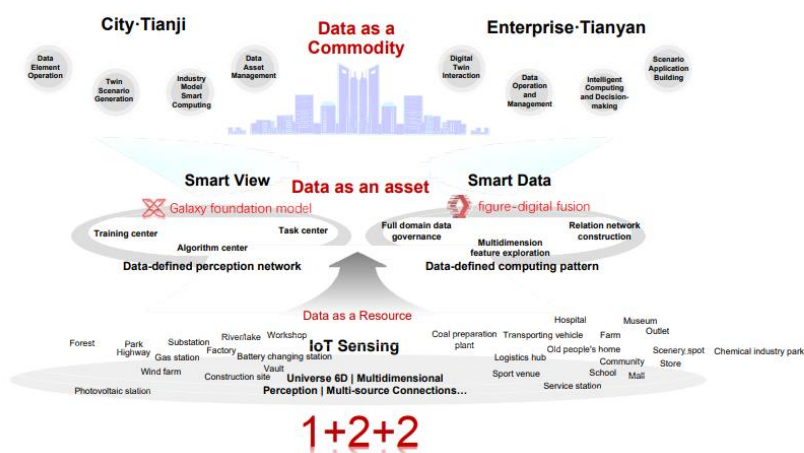 City·Tianji
Data as a
Commodity
Enterprise·Tianyan
Data
Element
Operation
Twin
Scenario
Generation
Industry
Model
Smart
Computing
Data
Asset
Management
Digital
Twin
Interaction
Data
Operation
and
Management
Intelligent
Computing
and Decision-
making
Scenario
Application
Building
Smart View
Data as an asset
Smart Data
Galaxy foundation model
figure-digital fusion
Training center
Algorithm center
Task center
Full domain data
governance
Multidimension
feature exploration
Relation network
construction
Data-defined perception network
Data-defined computing pattern
Data as a Resource
IoT Sensing
Forest
Park
Highway
Substation
River/lake
Workshop
Gas station
Factory
Battery changing station
Wind farm
Construction site
Vault
Photovoltaic station
Coal preparation
plant
Transporting vehicle
Hospital
Farm
Museum
Outlet
Logistics hub
Old people's home
Community
Scenery spot
Chemical industry park
Sport venue
School
Store
Mall
Service station
Universe 6D | Multidimensional
Perception | Multi-source Connections...
1+2+2